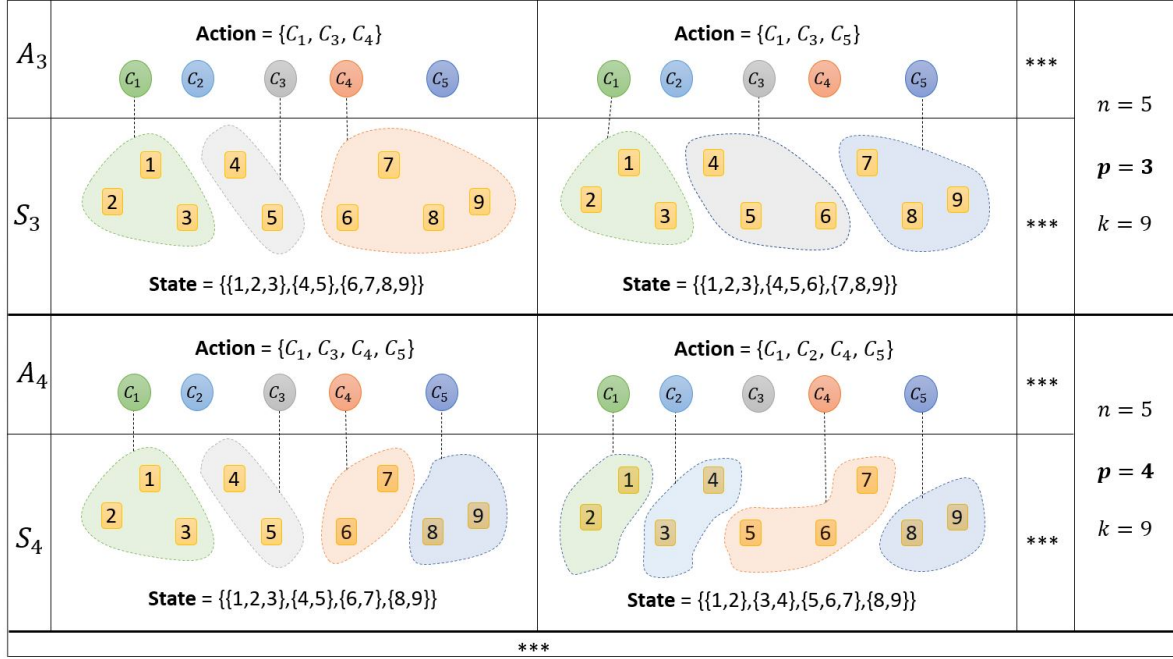 A₃
Action = {C₁, C₃, C₄}
C₁ C₂ C₃ C₄ C₅
Action = {C₁, C₃, C₅}
C₁ C₂ C₃ C₄ C₅
***
n = 5
p = 3
k = 9
S₃
1 2 3 4 5 6 7 8 9
State = {{1,2,3},{4,5},{6,7,8,9}}
1 2 3 4 5 6 7 8 9
State = {{1,2,3},{4,5,6},{7,8,9}}
***
A₄
Action = {C₁, C₃, C₄, C₅}
C₁ C₂ C₃ C₄ C₅
Action = {C₁, C₂, C₄, C₅}
C₁ C₂ C₃ C₄ C₅
***
n = 5
p = 4
k = 9
S₄
1 2 3 4 5 6 7 8 9
State = {{1,2,3},{4,5},{6,7},{8,9}}
1 2 3 4 5 6 7 8 9
State = {{1,2},{3,4},{5,6,7},{8,9}}
***
***